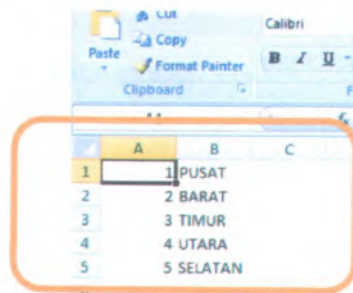 Cut
Calibri
Copy
Paste
Format Painter
B I U
Clipboard
A B C
1 1 PUSAT
2 2 BARAT
3 3 TIMUR
4 4 UTARA
5 5 SELATAN